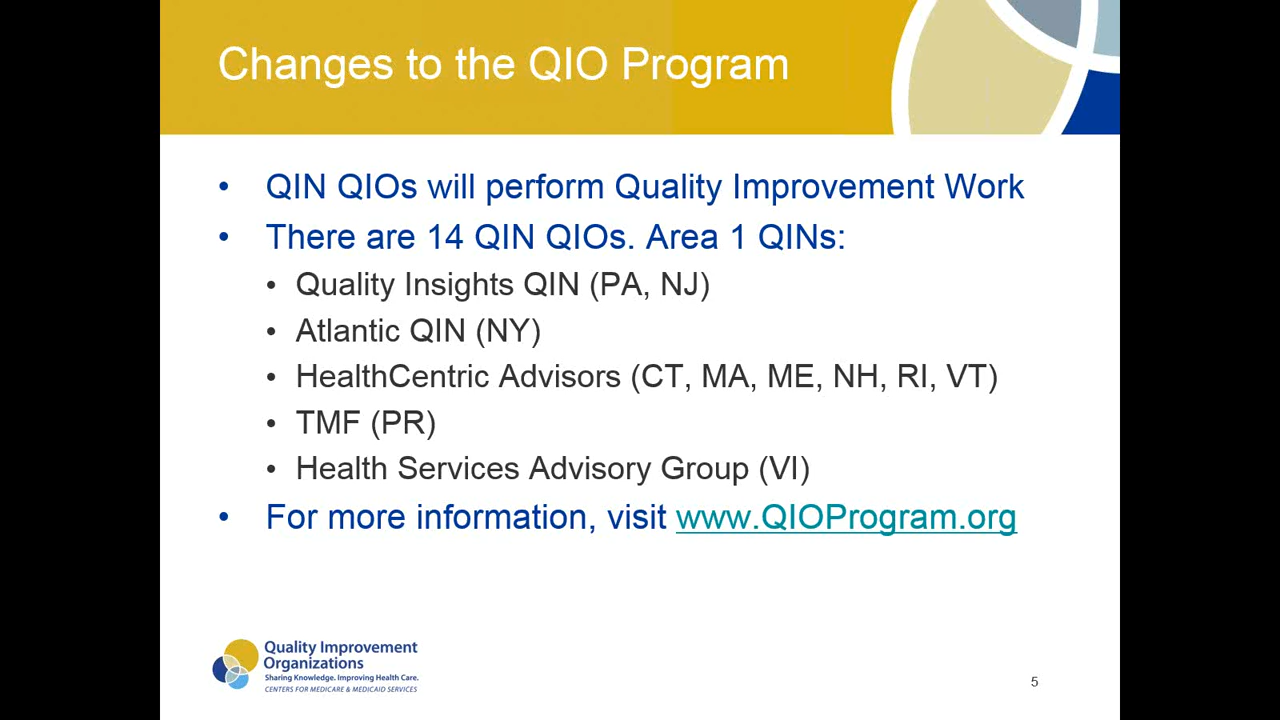 Changes to the QIO Program
• QIN QIOs will perform Quality Improvement Work
• There are 14 QIN QIOs. Area 1 QINs:
• Quality Insights QIN (PA, NJ)
• Atlantic QIN (NY)
• HealthCentric Advisors (CT, MA, ME, NH, RI, VT)
• TMF (PR)
• Health Services Advisory Group (VI)
• For more information, visit www.QIOProgram.org
Quality Improvement
Organizations
Sharing Knowledge. Improving Health Care.
CENTERS FOR MEDICARE & MEDICAID SERVICES
5